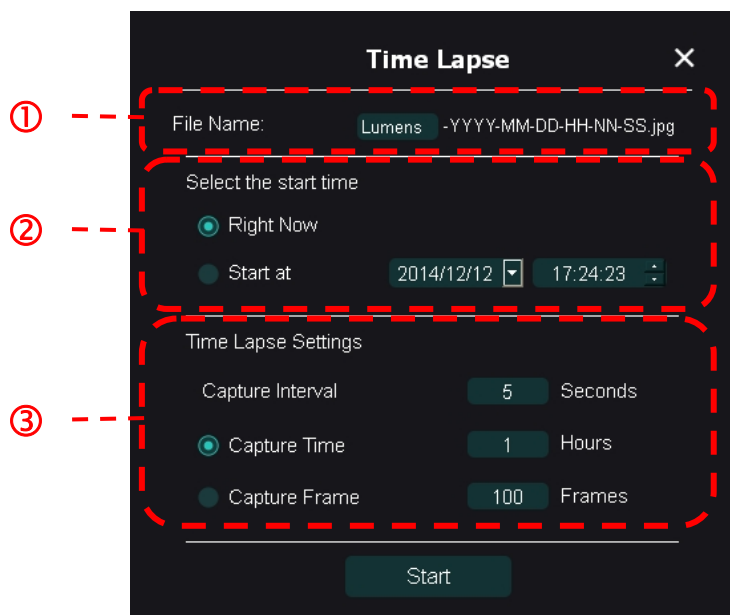 Time Lapse ×
① File Name: Lumens -YYYY-MM-DD-HH-NN-SS.jpg
Select the start time
② Right Now
Start at 2014/12/12 17:24:23
Time Lapse Settings
Capture Interval 5 Seconds
③ Capture Time 1 Hours
Capture Frame 100 Frames
Start